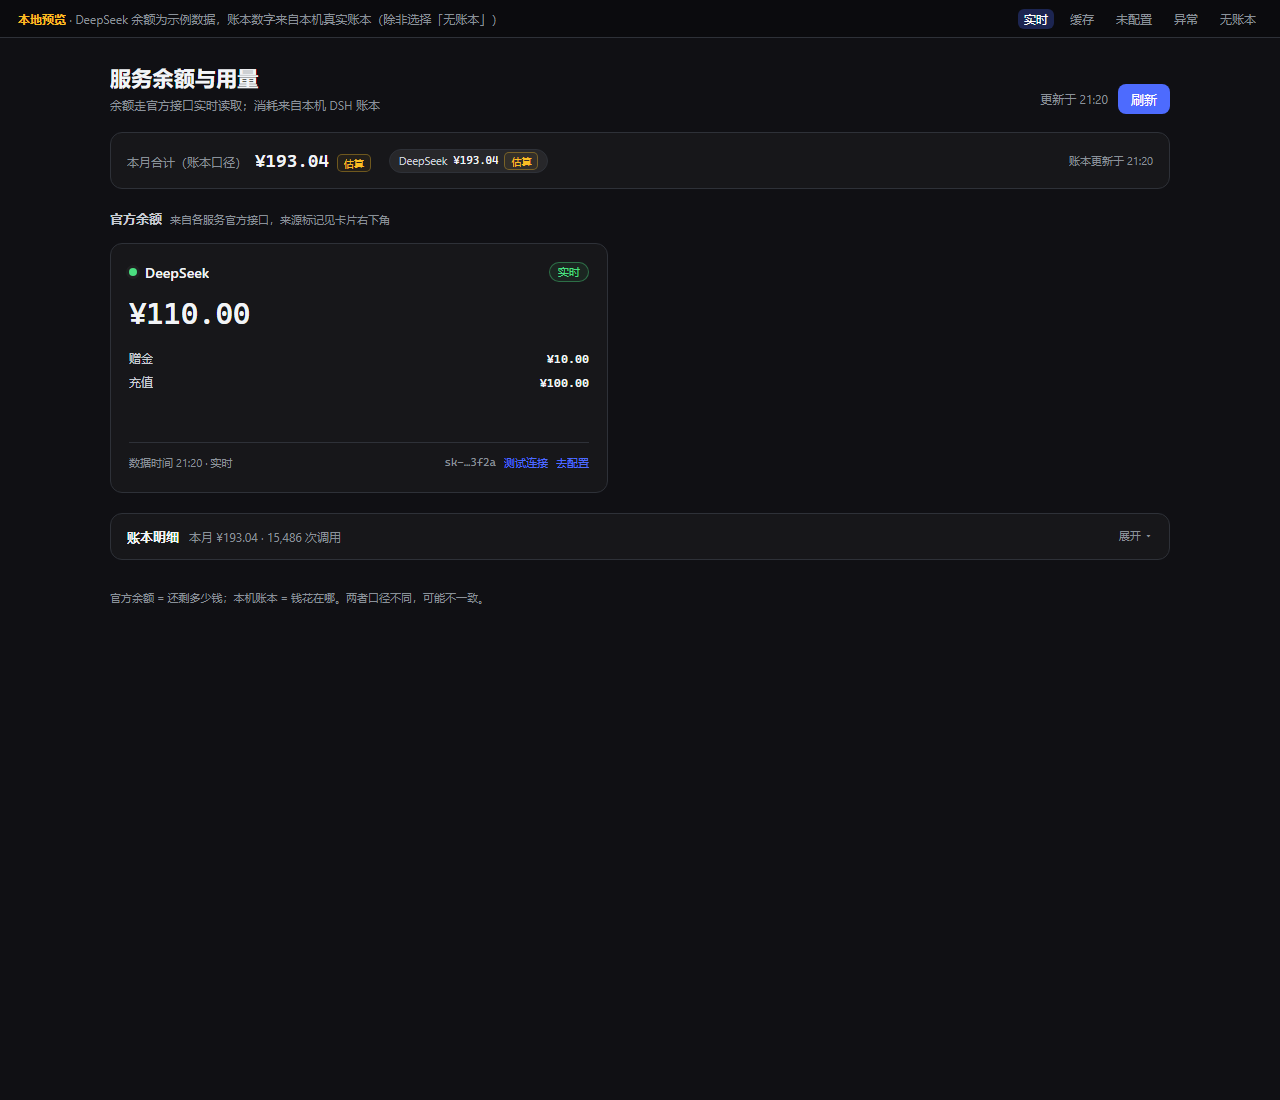 本地预览 · DeepSeek 余额为示例数据，账本数字来自本机真实账本（除非选择「无账本」） 实时 缓存 未配置 异常 无账本
服务余额与用量
余额走官方接口实时读取；消耗来自本机 DSH 账本
更新于 21:20 刷新
本月合计（账本口径） ¥193.04 估算 DeepSeek ¥193.04 估算 账本更新于 21:20
官方余额 来自各服务官方接口，来源标记见卡片右下角
DeepSeek 实时
¥110.00
赠金 ¥10.00
充值 ¥100.00
数据时间 21:20 · 实时 sk-…3f2a 测试连接 去配置
账本明细 本月 ¥193.04 · 15,486 次调用 展开
官方余额 = 还剩多少钱；本机账本 = 钱花在哪。两者口径不同，可能不一致。